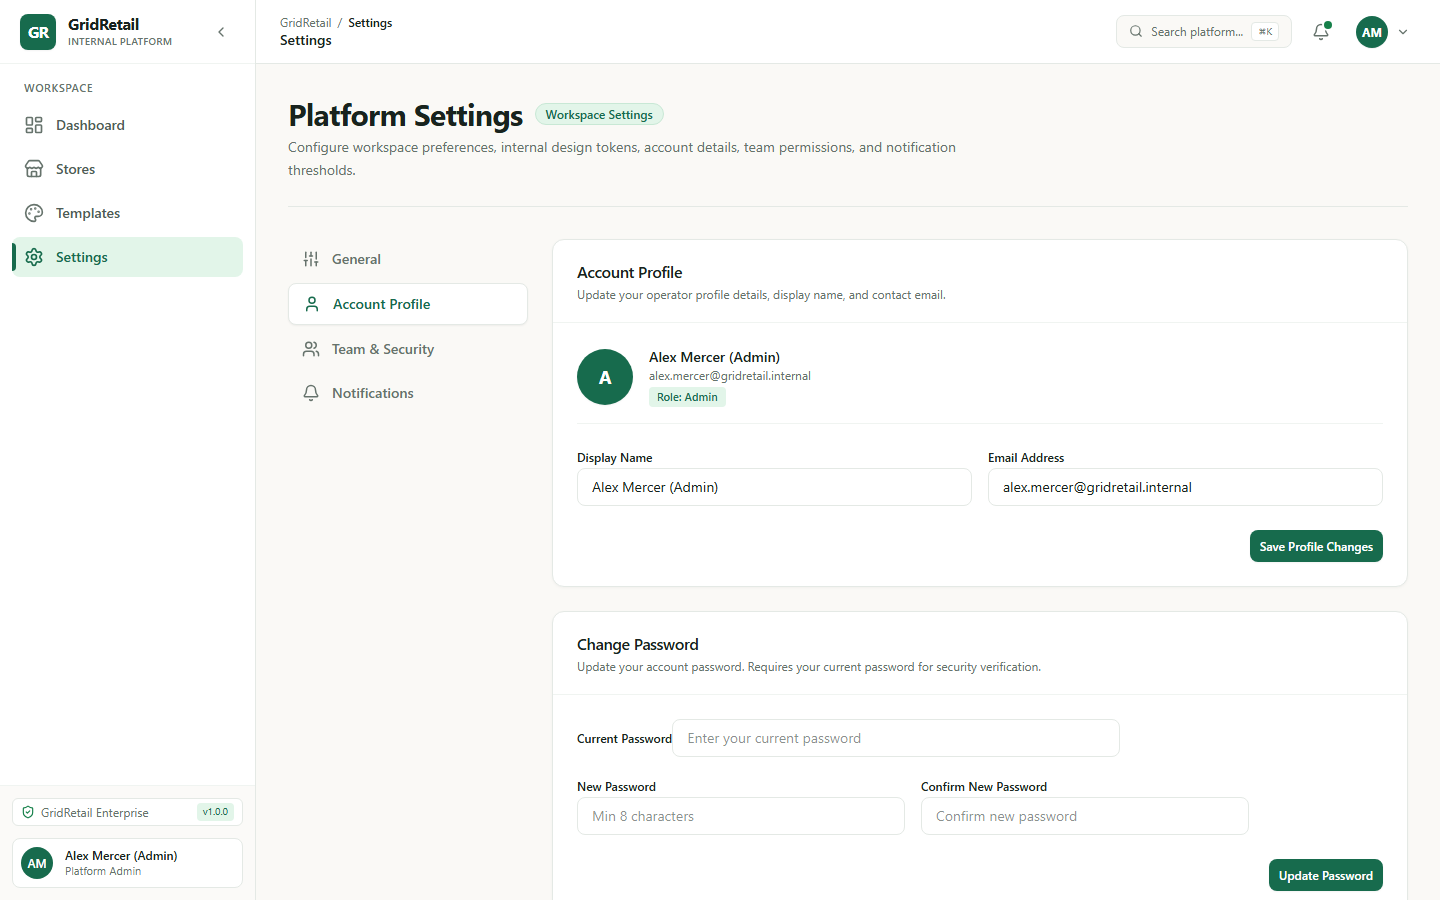 GR
GridRetail
INTERNAL PLATFORM
GridRetail / Settings
Settings
Search platform...
⌘K
AM
WORKSPACE
Dashboard
Stores
Templates
Settings
Platform Settings
Workspace Settings
Configure workspace preferences, internal design tokens, account details, team permissions, and notification
thresholds.
General
Account Profile
Team & Security
Notifications
Account Profile
Update your operator profile details, display name, and contact email.
A
Alex Mercer (Admin)
alex.mercer@gridretail.internal
Role: Admin
Display Name
Email Address
Alex Mercer (Admin)
alex.mercer@gridretail.internal
Save Profile Changes
Change Password
Update your account password. Requires your current password for security verification.
Current Password
Enter your current password
New Password
Confirm New Password
Min 8 characters
Confirm new password
Update Password
GridRetail Enterprise
v1.0.0
AM
Alex Mercer (Admin)
Platform Admin